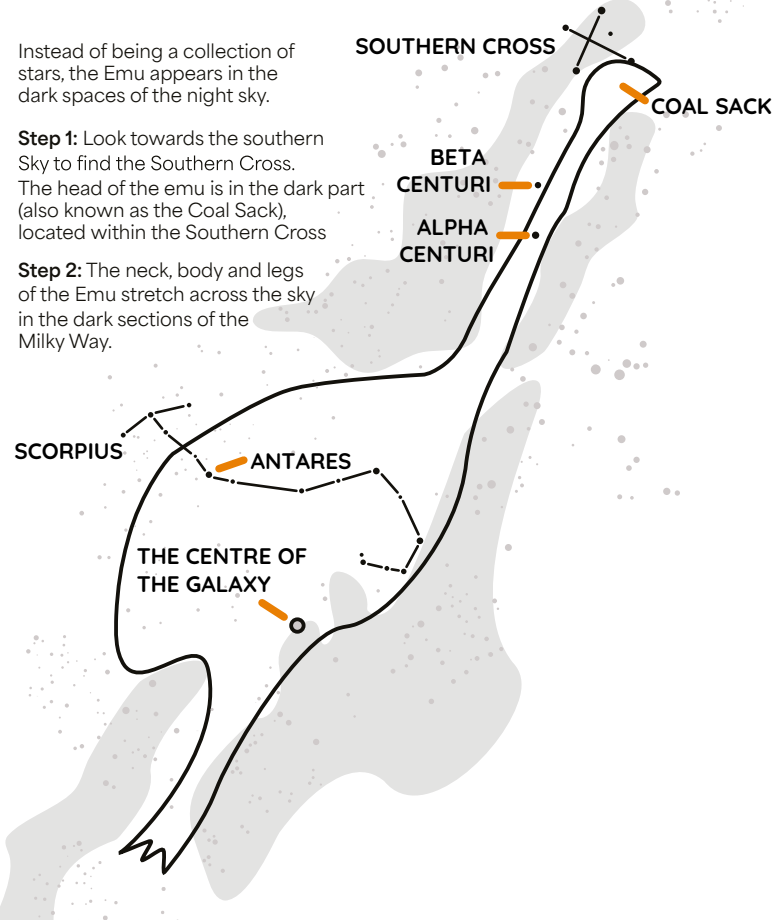 Instead of being a collection of
stars, the Emu appears in the
dark spaces of the night sky.
Step 1: Look towards the southern
Sky to find the Southern Cross.
The head of the emu is in the dark part
(also known as the Coal Sack),
located within the Southern Cross
Step 2: The neck, body and legs
of the Emu stretch across the sky
in the dark sections of the
Milky Way.
SOUTHERN CROSS
COAL SACK
BETA
CENTURI
ALPHA
CENTURI
SCORPIUS
ANTARES
THE CENTRE OF
THE GALAXY